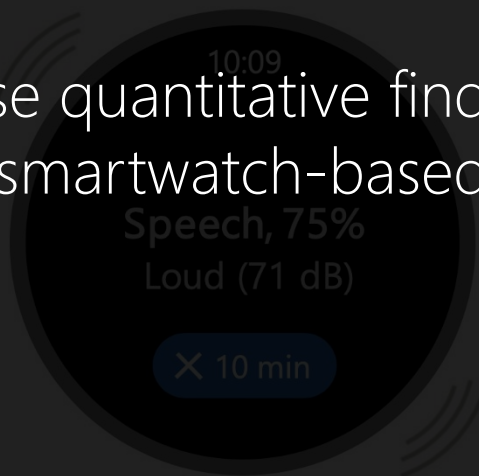 10:09
se quantitative find
smartwatch-based
Speech, 75%
Loud (71 dB)
10 min